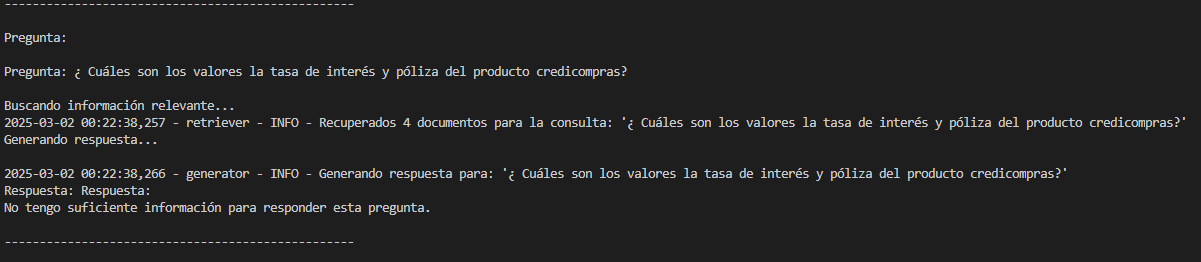 --------------------------------------------------
Pregunta:
Pregunta: ¿ Cuáles son los valores la tasa de interés y póliza del producto credicompras?
Buscando información relevante...
2025-03-02 00:22:38,257 - retriever - INFO - Recuperados 4 documentos para la consulta: '¿ Cuáles son los valores la tasa de interés y póliza del producto credicompras?'
Generando respuesta...
2025-03-02 00:22:38,266 - generator - INFO - Generando respuesta para: '¿ Cuáles son los valores la tasa de interés y póliza del producto credicompras?'
Respuesta: Respuesta:
No tengo suficiente información para responder esta pregunta.
--------------------------------------------------